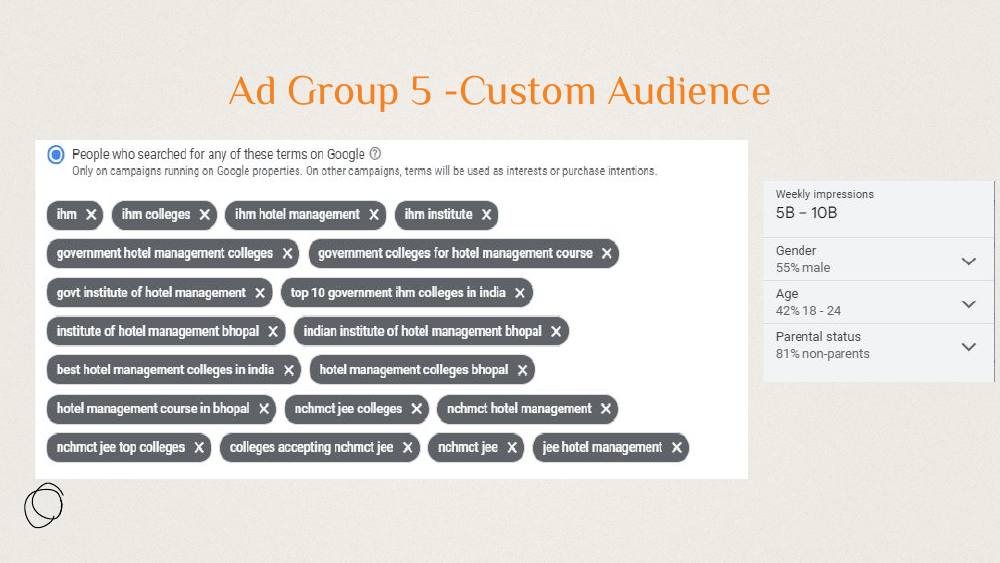 Ad Group 5 -Custom Audience
People who searched for any of these terms on Google ?
Only on campaigns running on Google properties. On other campaigns, terms will be used as interests or purchase intentions.
ihm X ihm colleges X ihm hotel management X ihm institute X
government hotel management colleges X government colleges for hotel management course X
govt institute of hotel management X top 10 government ihm colleges in india X
institute of hotel management bhopal X indian institute of hotel management bhopal X
best hotel management colleges in india X hotel management colleges bhopal X
hotel management course in bhopal X nchmct jee colleges X nchmct hotel management X
nchmct jee top colleges X colleges accepting nchmct jee X nchmct jee X jee hotel management X
Weekly impressions
5B – 10B
Gender
55% male
Age
42% 18 - 24
Parental status
81% non-parents